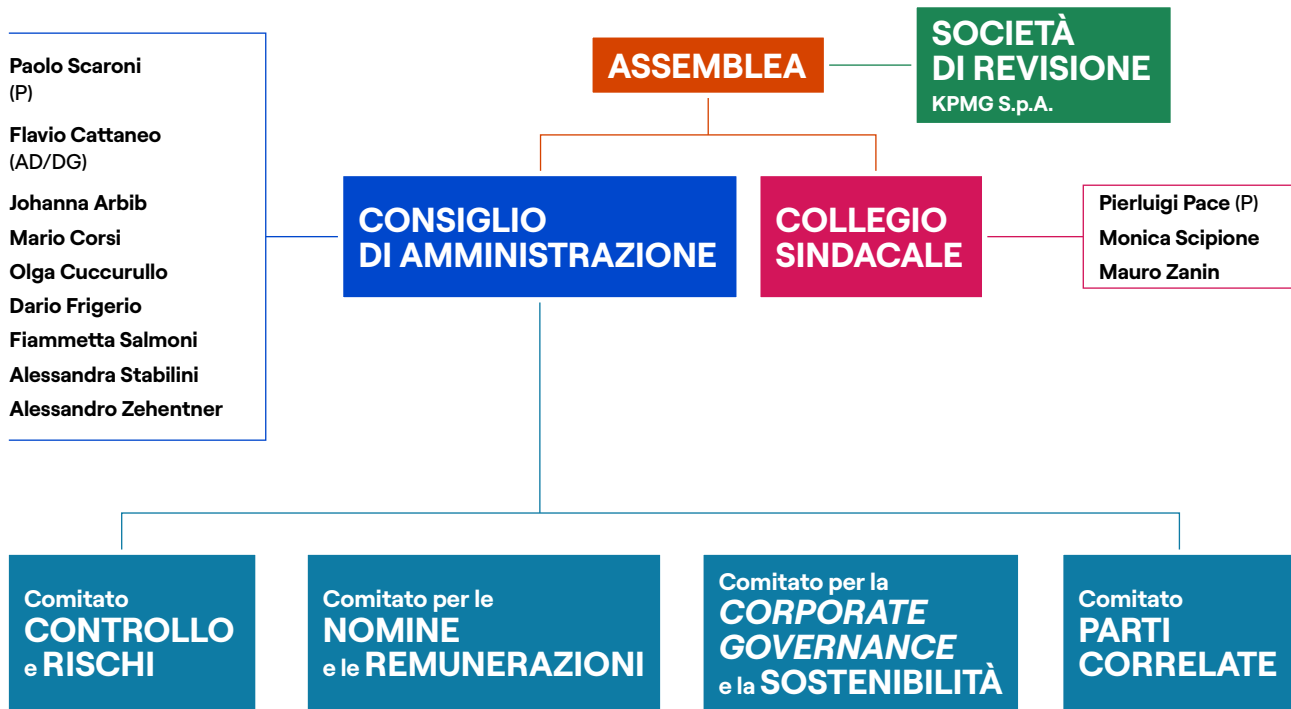 ASSEMBLEA
SOCIETÀ
DI REVISIONE
KPMG S.p.A.
Paolo Scaroni
(P)
Flavio Cattaneo
(AD/DG)
Johanna Arbib
Mario Corsi
Olga Cuccurullo
Dario Frigerio
Fiammetta Salmoni
Alessandra Stabilini
Alessandro Zehentner
CONSIGLIO
DI AMMINISTRAZIONE
COLLEGIO
SINDACALE
Pierluigi Pace (P)
Monica Scipione
Mauro Zanin
Comitato
CONTROLLO
e RISCHI
Comitato per le
NOMINE
e le REMUNERAZIONI
Comitato per la
CORPORATE
GOVERNANCE
e la SOSTENIBILITÀ
Comitato
PARTI
CORRELATE